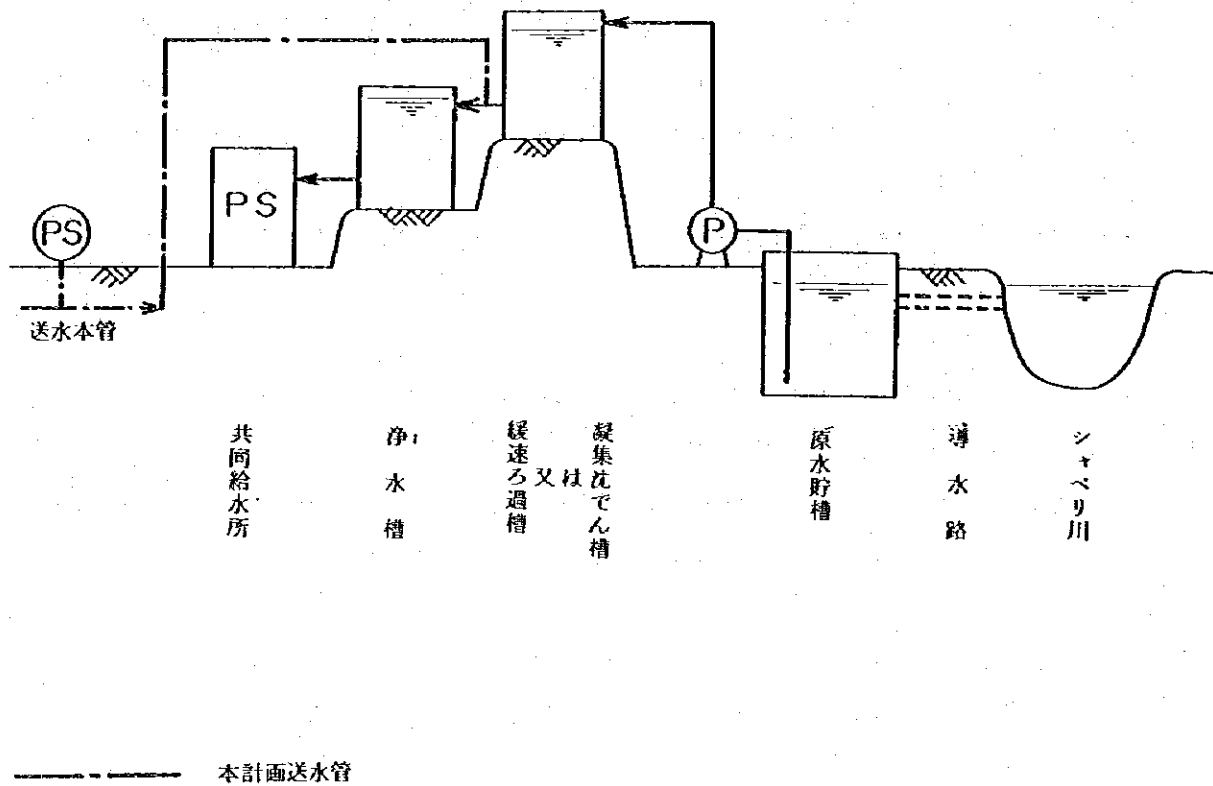 PS
PS
P
送水本管
共同給水所
浄水槽
緩速ろ過槽
又は
凝集沈でん槽
原水貯槽
導水路
シャベリ川
本計画送水管